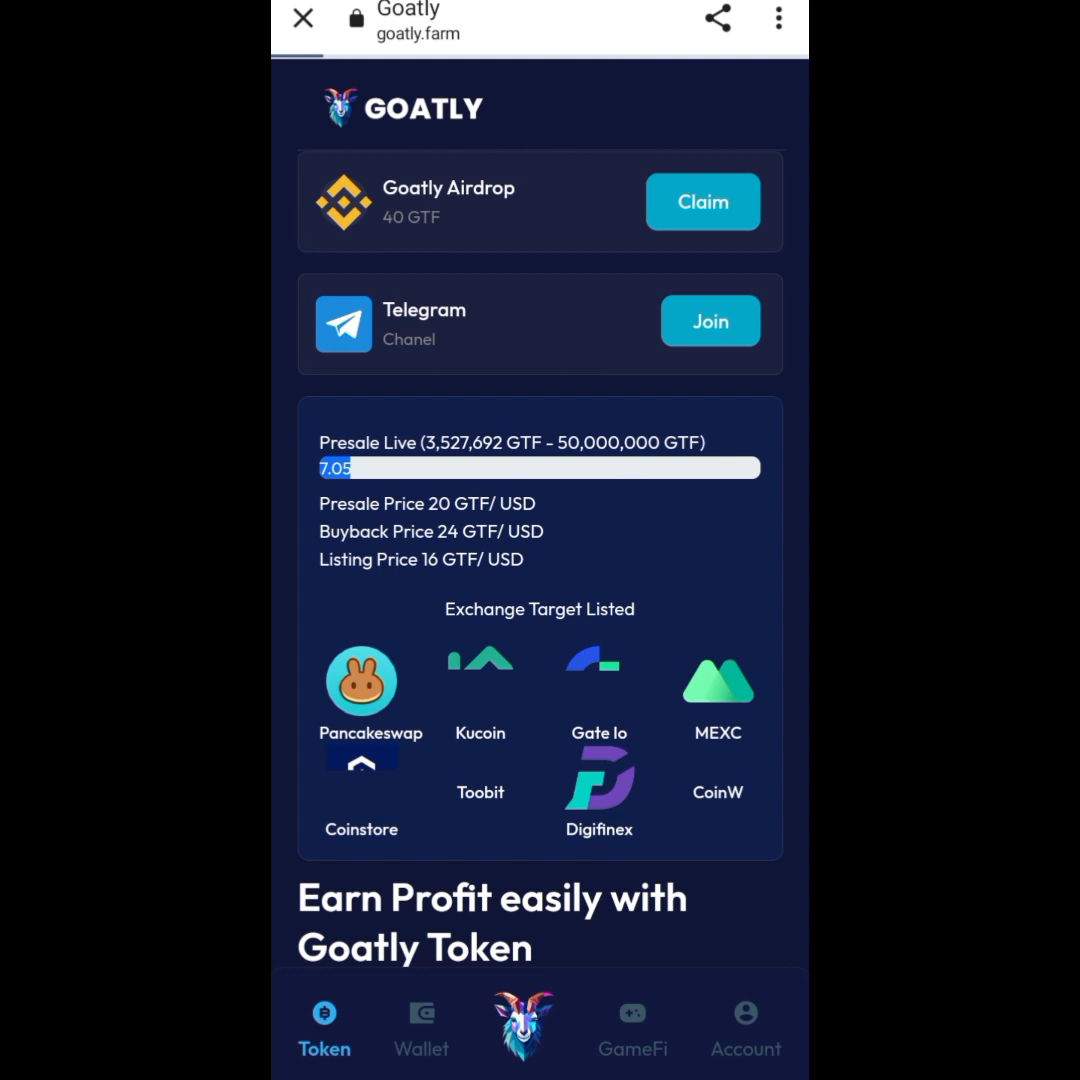 Goatly
goatly.farm
GOATLY
Goatly Airdrop
40 GTF
Claim
Telegram
Chanel
Join
Presale Live (3,527,692 GTF - 50,000,000 GTF)
7.05
Presale Price 20 GTF/ USD
Buyback Price 24 GTF/ USD
Listing Price 16 GTF/ USD
Exchange Target Listed
Pancakeswap Kucoin Gate Io MEXC
Toobit CoinW
Coinstore Digifinex
Earn Profit easily with
Goatly Token
Token Wallet GameFi Account